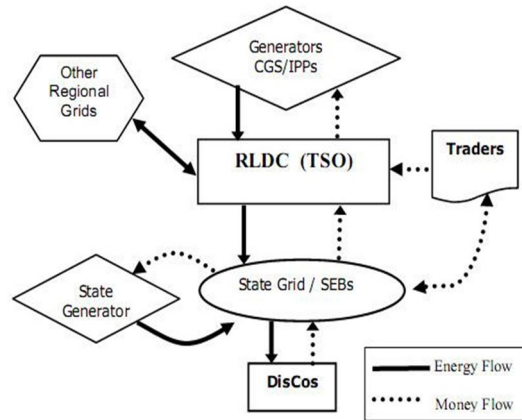 Generators
CGS/IPPs
Other
Regional
Grids
RLDC (TSO)
Traders
State Grid / SEBs
State
Generator
DisCos
Energy Flow
Money Flow